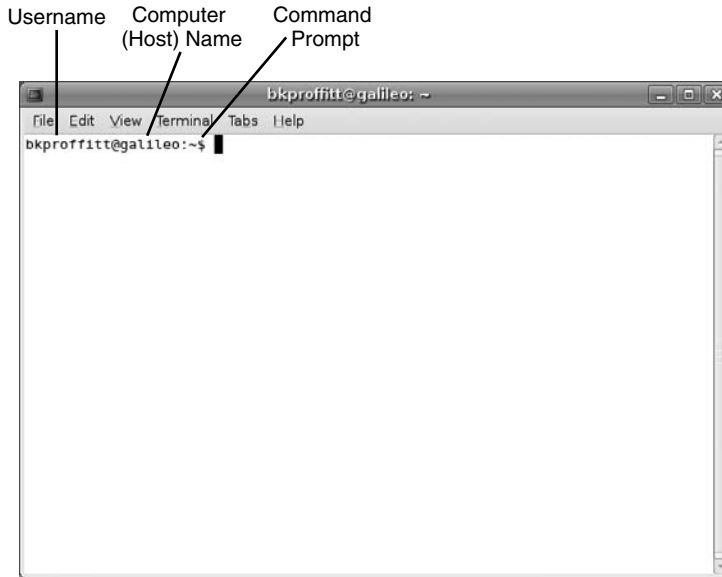 Username
Computer
(Host) Name
Command
Prompt
bkproffitt@galileo: ~
File Edit View Terminal Tabs Help
bkproffitt@galileo:~$